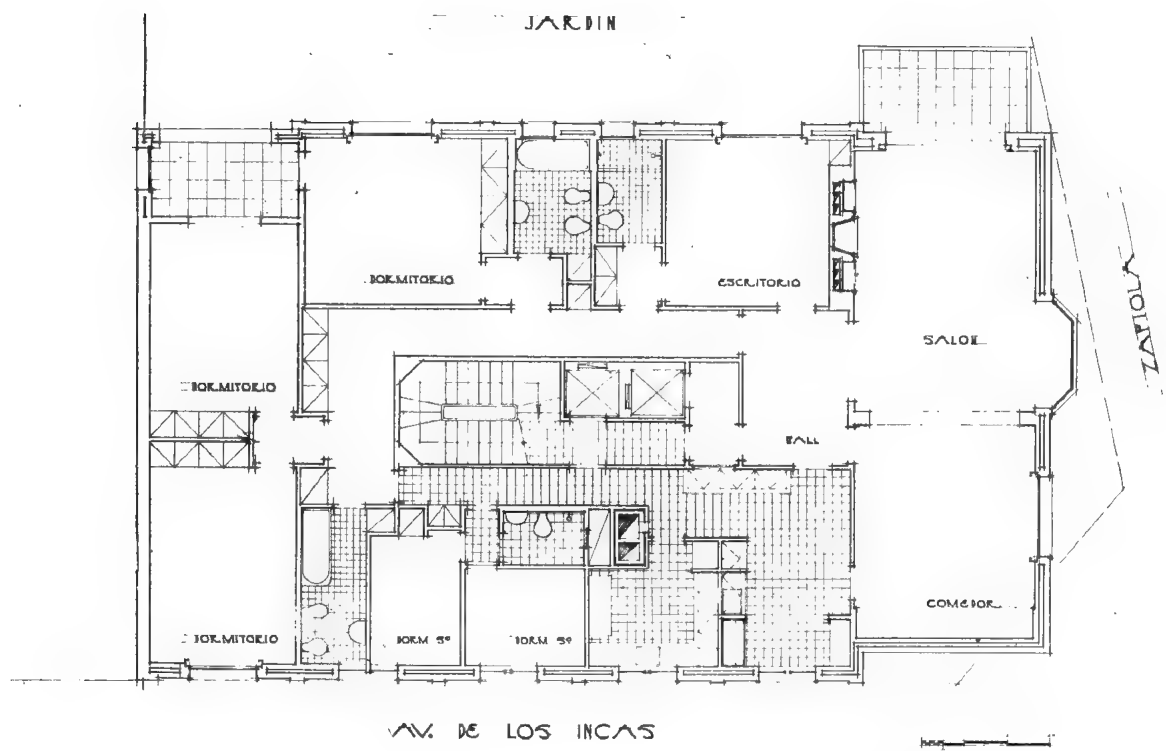 JARDIN
DORMITORIO
ESCRITORIO
SALON
ZAPIOLA
DORMITORIO
HALL
COMEDOR
DORMITORIO
DORM Sº
DORM Sº
AV. DE LOS INCAS